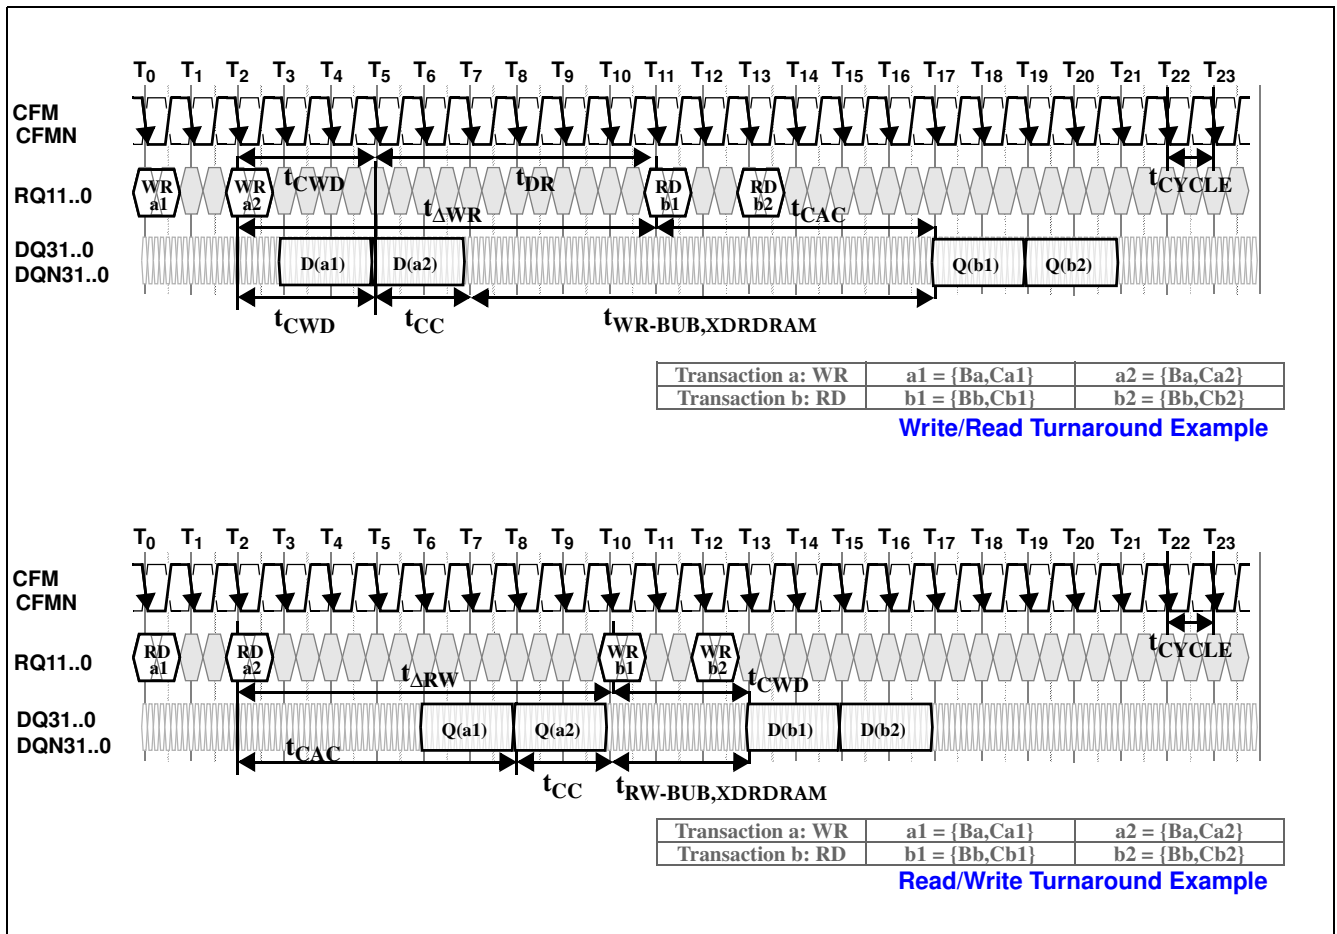 T0 T1 T2 T3 T4 T5 T6 T7 T8 T9 T10 T11 T12 T13 T14 T15 T16 T17 T18 T19 T20 T21 T22 T23
CFM
CFMN
tCWD tDR tCYCLE
RQ11..0 WR a1 WR a2 RD b1 RD b2
tΔWR tCAC
DQ31..0
DQN31..0
D(a1) D(a2) Q(b1) Q(b2)
tCWD tCC tWR-BUB,XDRDRAM
Transaction a: WR a1 = {Ba,Ca1} a2 = {Ba,Ca2}
Transaction b: RD b1 = {Bb,Cb1} b2 = {Bb,Cb2}
Write/Read Turnaround Example
T0 T1 T2 T3 T4 T5 T6 T7 T8 T9 T10 T11 T12 T13 T14 T15 T16 T17 T18 T19 T20 T21 T22 T23
CFM
CFMN
RQ11..0 RD a1 RD a2 WR b1 WR b2 tCYCLE
tΔRW tCWD
DQ31..0
DQN31..0
Q(a1) Q(a2) D(b1) D(b2)
tCAC tCC tRW-BUB,XDRDRAM
Transaction a: WR a1 = {Ba,Ca1} a2 = {Ba,Ca2}
Transaction b: RD b1 = {Bb,Cb1} b2 = {Bb,Cb2}
Read/Write Turnaround Example